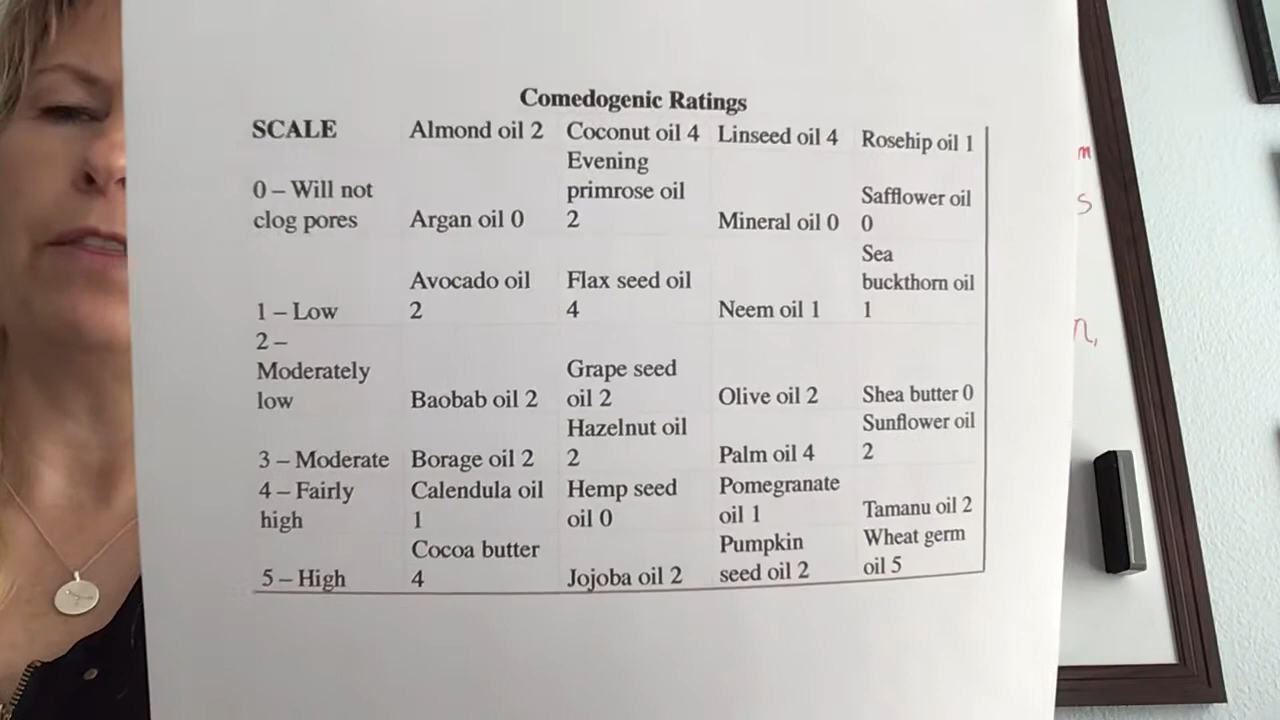 Comedogenic Ratings
SCALE
0 – Will not
clog pores
1 – Low
2 –
Moderately
low
3 – Moderate
4 – Fairly
high
5 – High
Almond oil 2
Argan oil 0
Avocado oil
2
Baobab oil 2
Borage oil 2
Calendula oil
1
Cocoa butter
4
Coconut oil 4
Evening
primrose oil
2
Flax seed oil
4
Grape seed
oil 2
Hazelnut oil
2
Hemp seed
oil 0
Jojoba oil 2
Linseed oil 4
Mineral oil 0
Neem oil 1
Olive oil 2
Palm oil 4
Pomegranate
oil 1
Pumpkin
seed oil 2
Rosehip oil 1
Safflower oil
0
Sea
buckthorn oil
1
Shea butter 0
Sunflower oil
2
Tamanu oil 2
Wheat germ
oil 5